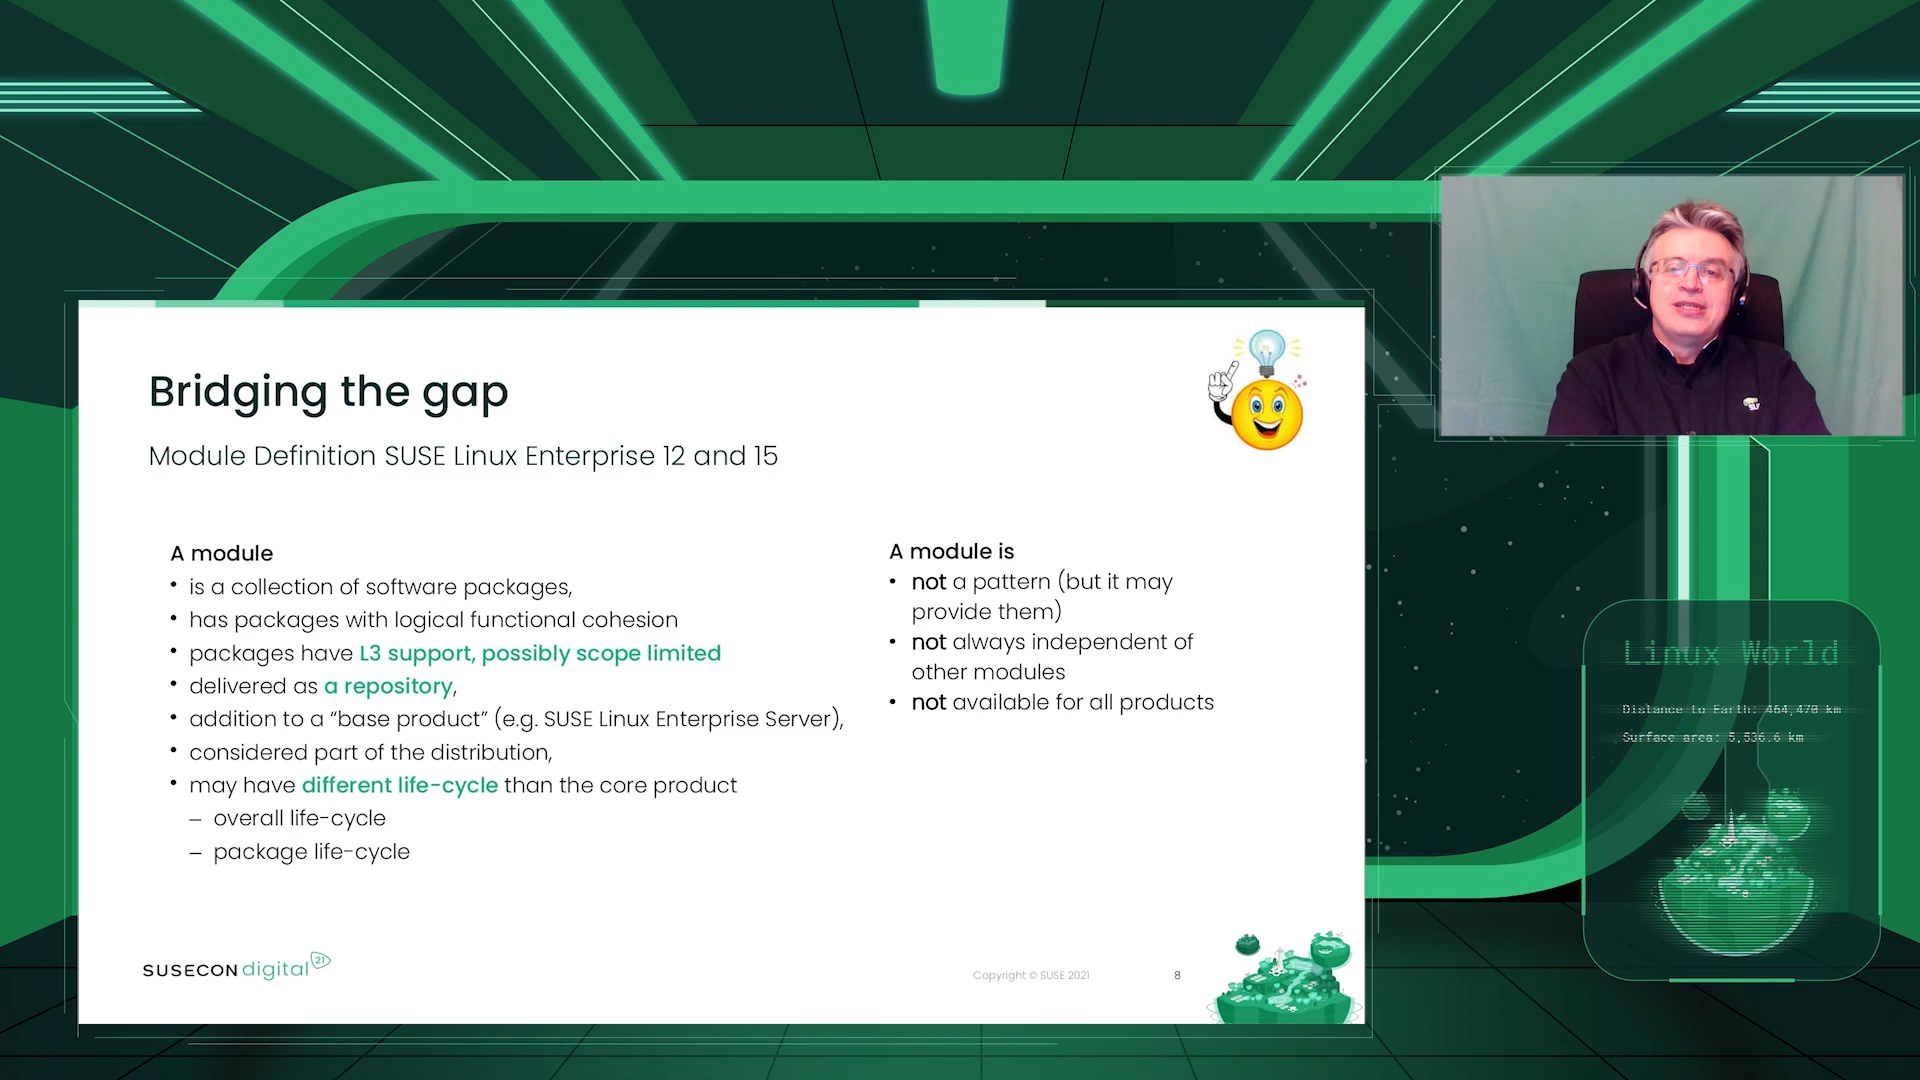 Bridging the gap
Module Definition SUSE Linux Enterprise 12 and 15
A module
• is a collection of software packages,
• has packages with logical functional cohesion
• packages have L3 support, possibly scope limited
• delivered as a repository,
• addition to a “base product” (e.g. SUSE Linux Enterprise Server),
• considered part of the distribution,
• may have different life-cycle than the core product
– overall life-cycle
– package life-cycle
A module is
• not a pattern (but it may
provide them)
• not always independent of
other modules
• not available for all products
SUSECON digital 21
Copyright © SUSE 2021
8
Linux World
Distance to Earth: 464,470 km
Surface area: 5,536.6 km